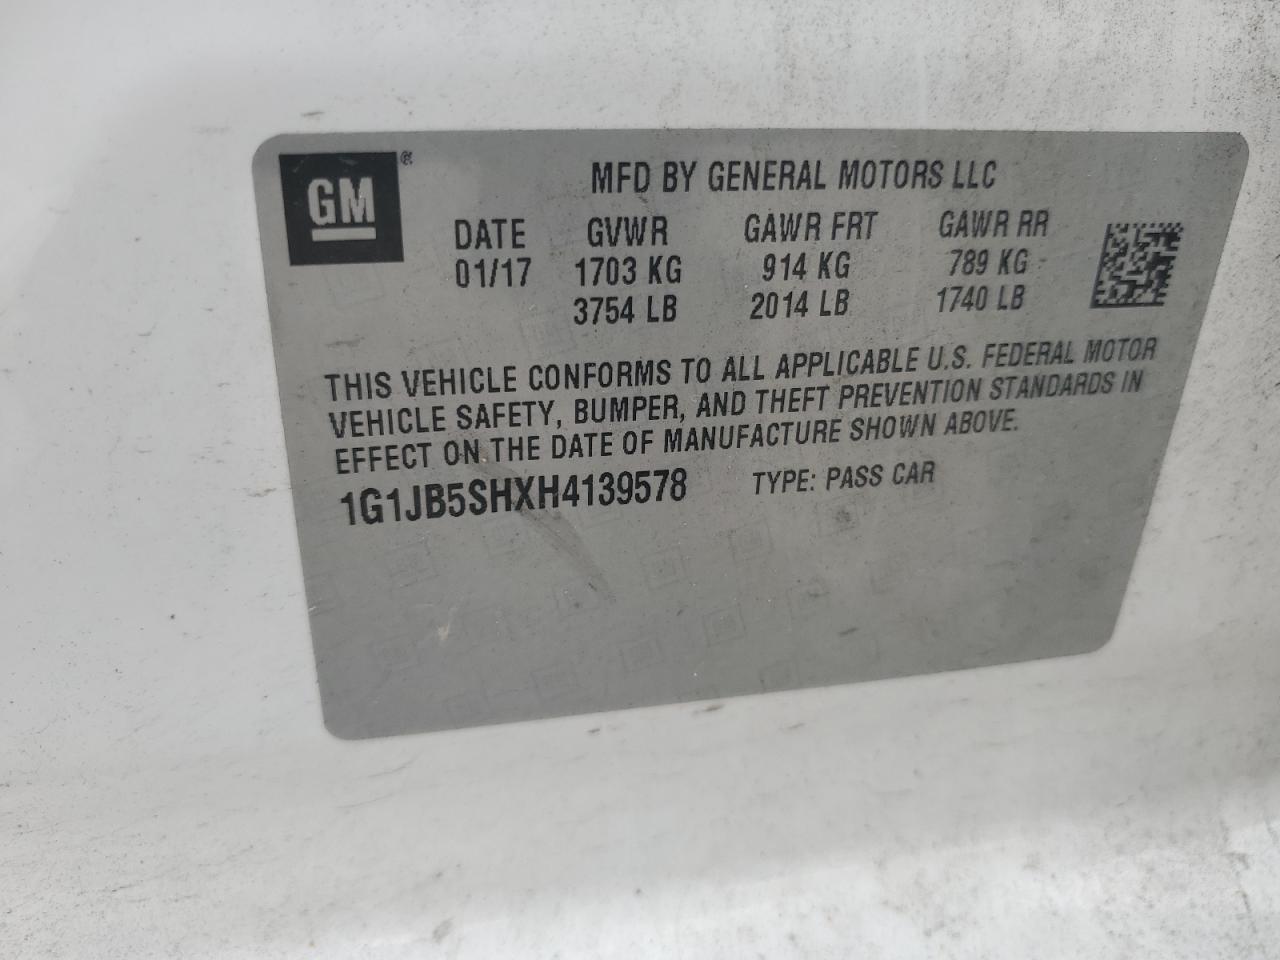 GM®
MFD BY GENERAL MOTORS LLC
DATE GVWR GAWR FRT GAWR RR
01/17 1703 KG 914 KG 789 KG
3754 LB 2014 LB 1740 LB
THIS VEHICLE CONFORMS TO ALL APPLICABLE U.S. FEDERAL MOTOR
VEHICLE SAFETY, BUMPER, AND THEFT PREVENTION STANDARDS IN
EFFECT ON THE DATE OF MANUFACTURE SHOWN ABOVE.
1G1JB5SHXH4139578 TYPE: PASS CAR